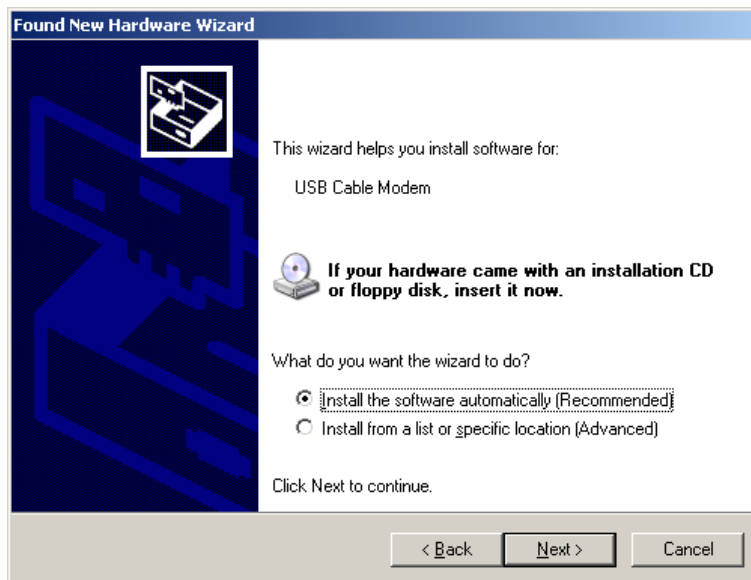 Found New Hardware Wizard
This wizard helps you install software for:
USB Cable Modem
If your hardware came with an installation CD
or floppy disk, insert it now.
What do you want the wizard to do?
Install the software automatically (Recommended)
Install from a list or specific location (Advanced)
Click Next to continue.
< Back
Next >
Cancel